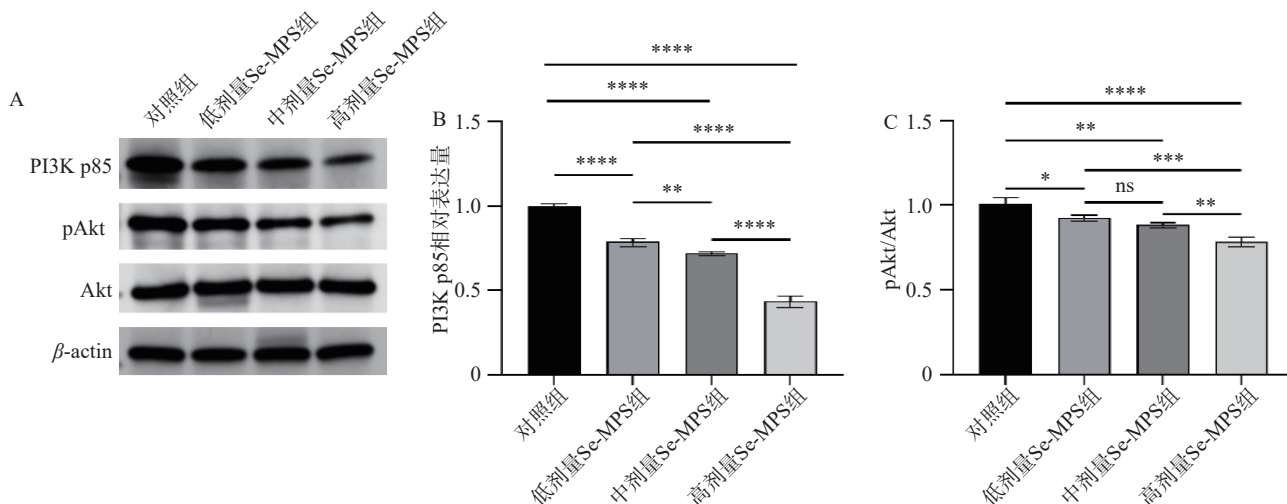 A
对照组
低剂量Se-MPS组
中剂量Se-MPS组
高剂量Se-MPS组
PI3K p85
pAkt
Akt
β-actin
B
PI3K p85相对表达量
1.5
1.0
0.5
0
****
****
****
****
**
****
对照组
低剂量Se-MPS组
中剂量Se-MPS组
高剂量Se-MPS组
C
pAkt/Akt
1.5
1.0
0.5
0
****
**
***
*
ns
**
对照组
低剂量Se-MPS组
中剂量Se-MPS组
高剂量Se-MPS组